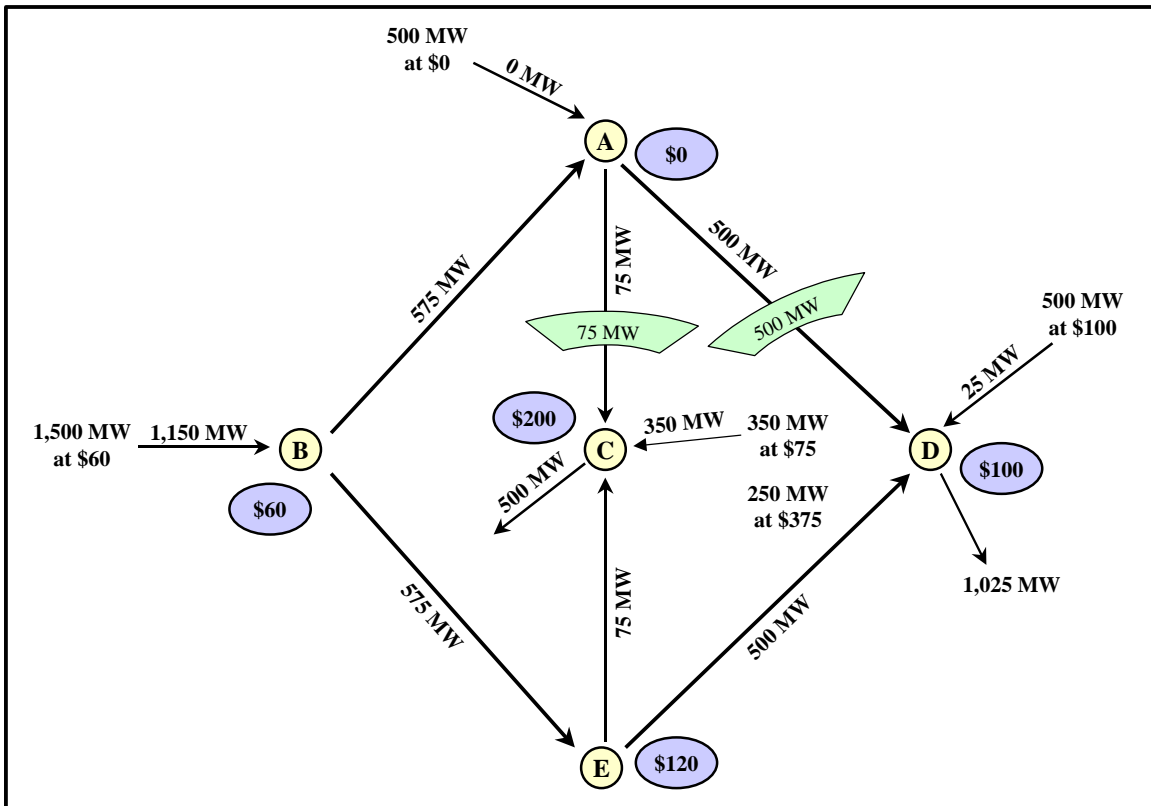 500 MW
at $0
0 MW
A
$0
575 MW
75 MW
500 MW
75 MW
500 MW
500 MW
at $100
25 MW
1,500 MW
at $60
1,150 MW
B
$60
$200
C
350 MW
350 MW
at $75
250 MW
at $375
500 MW
D
$100
1,025 MW
575 MW
75 MW
500 MW
E
$120